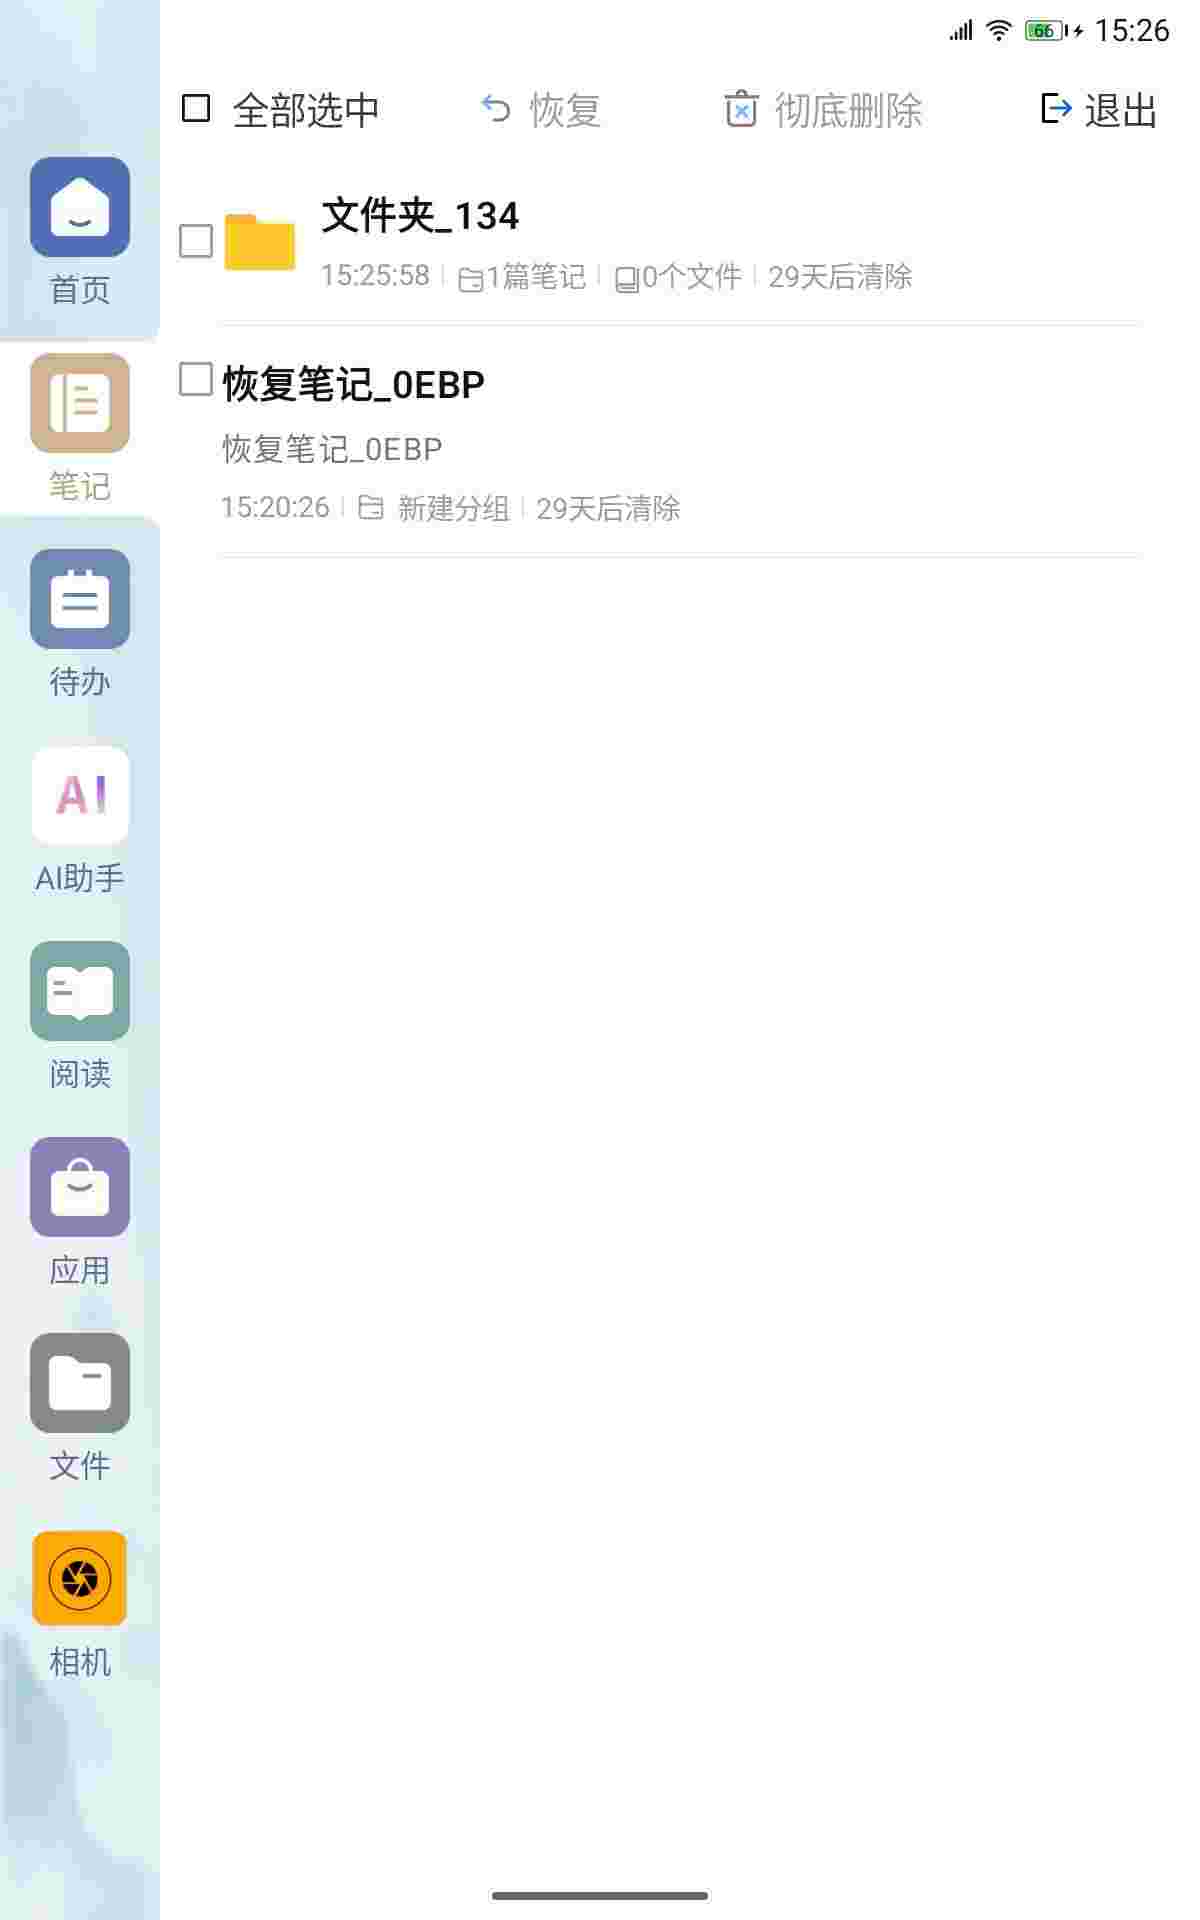 66 15:26
全部选中 恢复 彻底删除 退出
文件夹_134
15:25:58 1篇笔记 0个文件 29天后清除
恢复笔记_0EBP
恢复笔记_0EBP
15:20:26 新建分组 29天后清除
首页
笔记
待办
AI
AI助手
阅读
应用
文件
相机